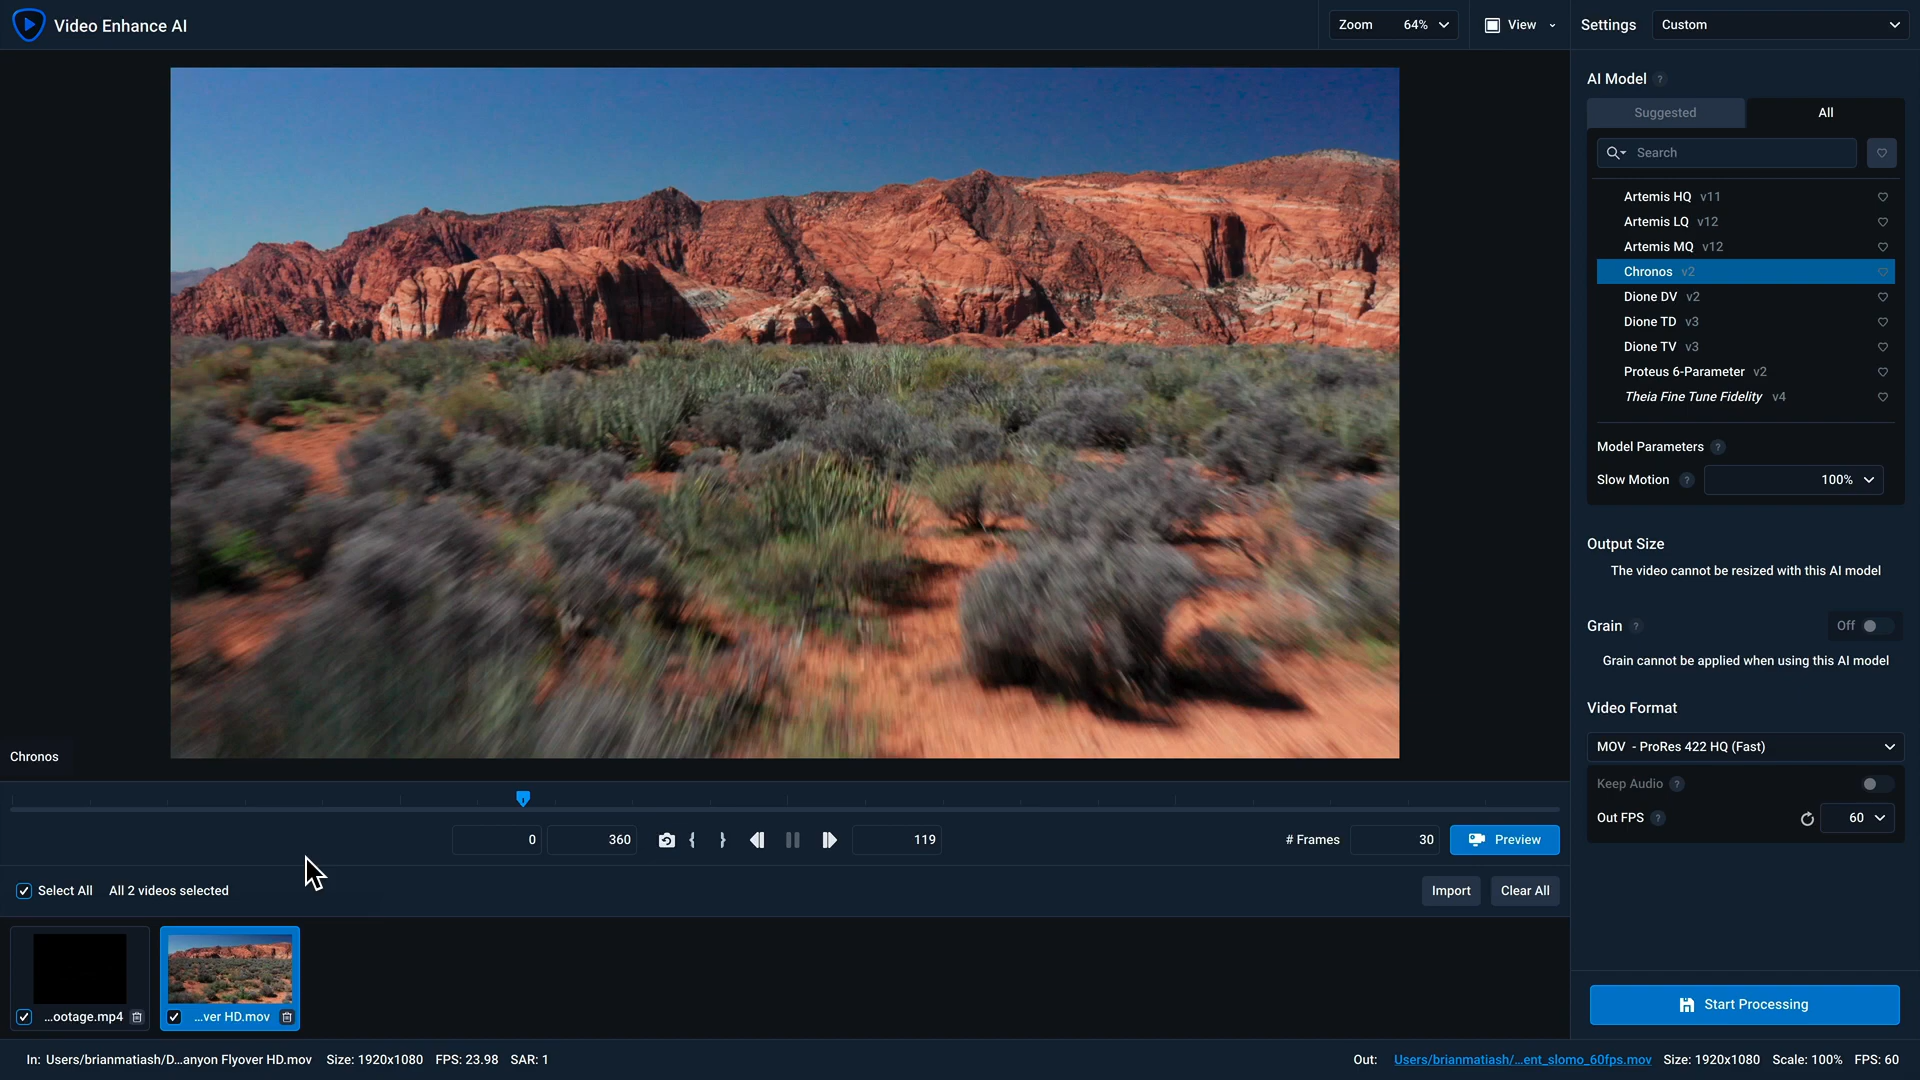 Video Enhance AI
Zoom 64% View Settings Custom
AI Model ?
Suggested All
Search
Artemis HQ v11
Artemis LQ v12
Artemis MQ v12
Chronos v2
Dione DV v2
Dione TD v3
Dione TV v3
Proteus 6-Parameter v2
Theia Fine Tune Fidelity v4
Model Parameters ?
Slow Motion ? 100%
Output Size
The video cannot be resized with this AI model
Grain ? Off
Grain cannot be applied when using this AI model
Video Format
MOV - ProRes 422 HQ (Fast)
Keep Audio ?
Out FPS ? 60
Start Processing
Chronos
0 360 { } 119 # Frames 30 Preview
Select All All 2 videos selected Import Clear All
...ootage.mp4 ...ver HD.mov
In: Users/brianmatiash/D...anyon Flyover HD.mov Size: 1920x1080 FPS: 23.98 SAR: 1
Out: Users/brianmatiash/...ent_slomo_60fps.mov Size: 1920x1080 Scale: 100% FPS: 60